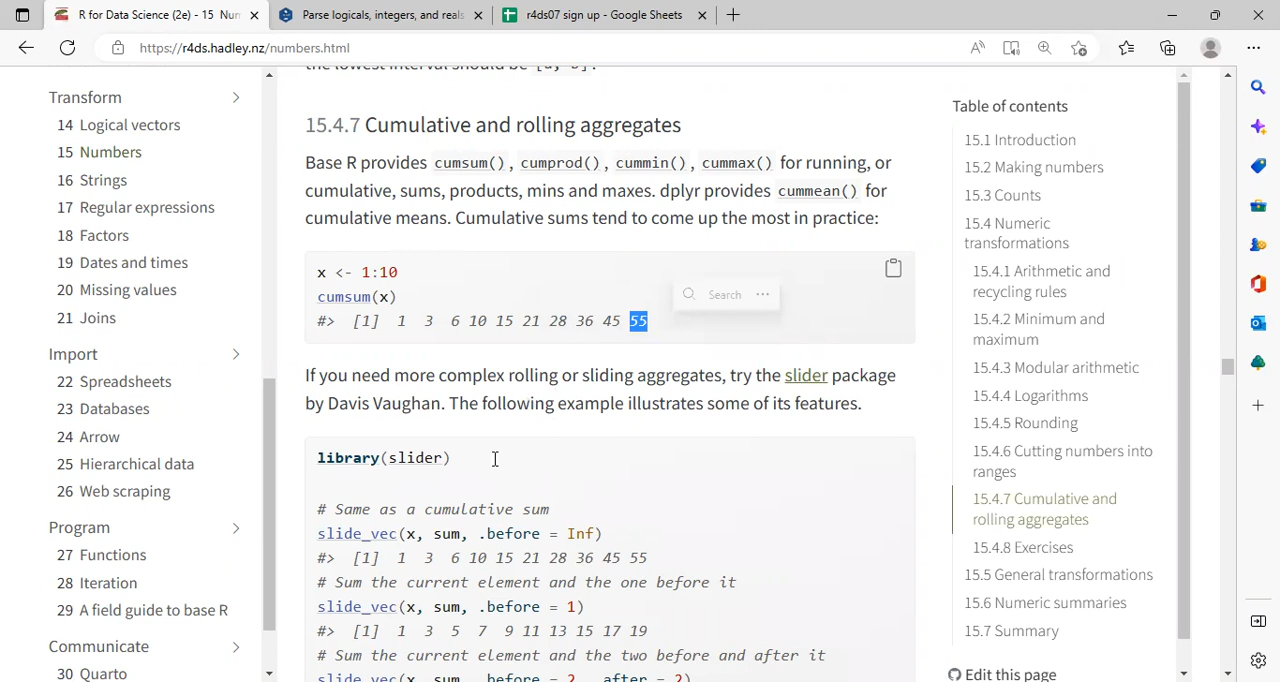 R for Data Science (2e) - 15 Num
Parse logicals, integers, and reals
r4ds07 sign up - Google Sheets
https://r4ds.hadley.nz/numbers.html
Transform
14 Logical vectors
15 Numbers
16 Strings
17 Regular expressions
18 Factors
19 Dates and times
20 Missing values
21 Joins
Import
22 Spreadsheets
23 Databases
24 Arrow
25 Hierarchical data
26 Web scraping
Program
27 Functions
28 Iteration
29 A field guide to base R
Communicate
30 Quarto
the lowest interval should be [a, b].
15.4.7 Cumulative and rolling aggregates
Base R provides cumsum(), cumprod(), cummin(), cummax() for running, or
cumulative, sums, products, mins and maxes. dplyr provides cummean() for
cumulative means. Cumulative sums tend to come up the most in practice:
x <- 1:10
cumsum(x)
#> [1] 1 3 6 10 15 21 28 36 45 55
Search ...
If you need more complex rolling or sliding aggregates, try the slider package
by Davis Vaughan. The following example illustrates some of its features.
library(slider)
# Same as a cumulative sum
slide_vec(x, sum, .before = Inf)
#> [1] 1 3 6 10 15 21 28 36 45 55
# Sum the current element and the one before it
slide_vec(x, sum, .before = 1)
#> [1] 1 3 5 7 9 11 13 15 17 19
# Sum the current element and the two before and after it
slide_vec(x, sum, .before = 2, .after = 2)
Table of contents
15.1 Introduction
15.2 Making numbers
15.3 Counts
15.4 Numeric
transformations
15.4.1 Arithmetic and
recycling rules
15.4.2 Minimum and
maximum
15.4.3 Modular arithmetic
15.4.4 Logarithms
15.4.5 Rounding
15.4.6 Cutting numbers into
ranges
15.4.7 Cumulative and
rolling aggregates
15.4.8 Exercises
15.5 General transformations
15.6 Numeric summaries
15.7 Summary
Edit this page